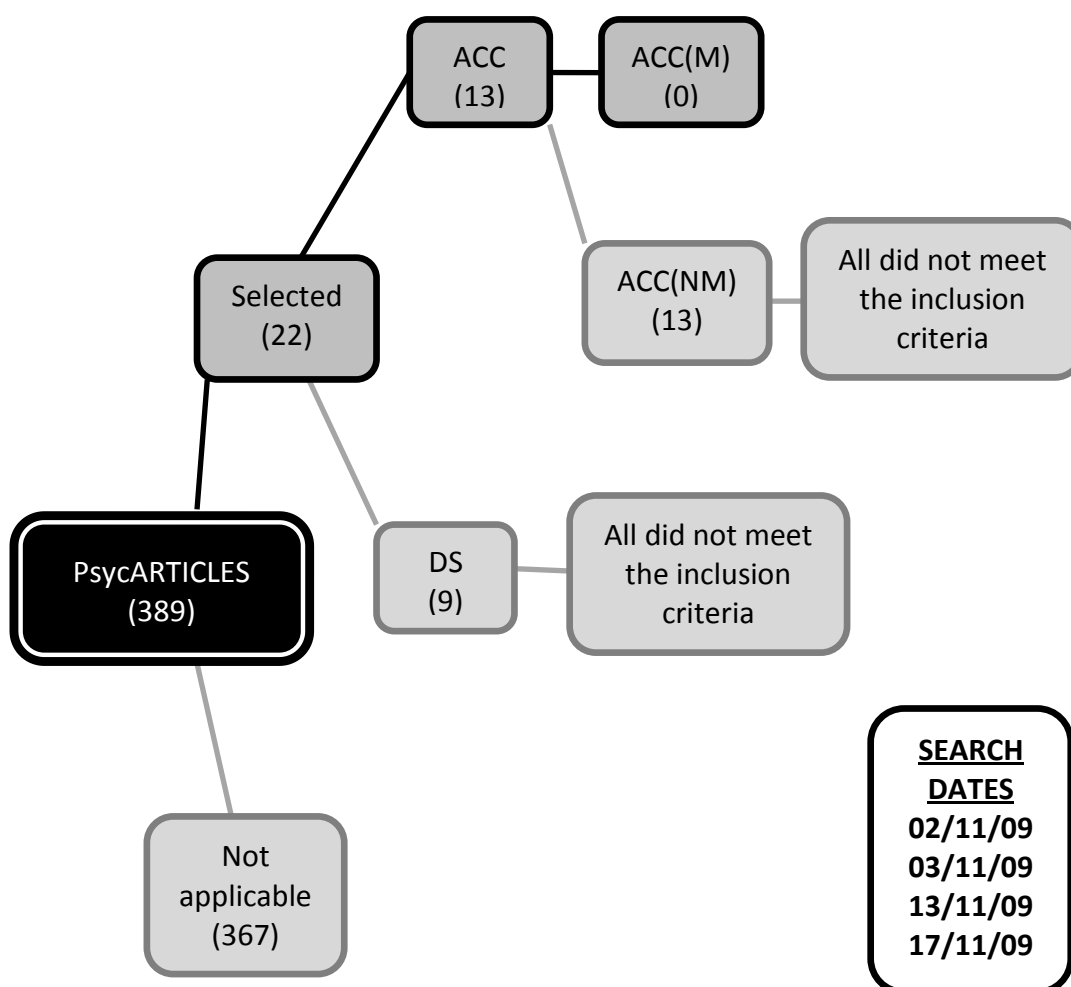 ACC
(13)
ACC(M)
(0)
ACC(NM)
(13)
All did not meet
the inclusion
criteria
Selected
(22)
PsycARTICLES
(389)
DS
(9)
All did not meet
the inclusion
criteria
Not
applicable
(367)
SEARCH
DATES
02/11/09
03/11/09
13/11/09
17/11/09